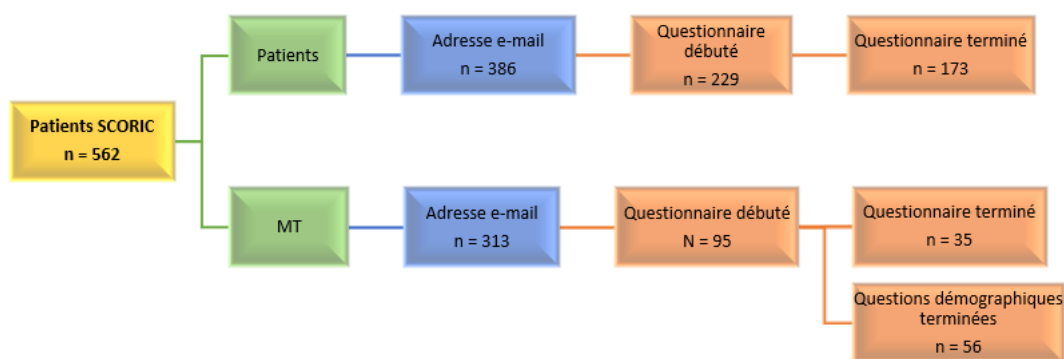 Patients SCORIC
n = 562
Patients
Adresse e-mail
n = 386
Questionnaire
débuté
n = 229
Questionnaire terminé
n = 173
MT
Adresse e-mail
n = 313
Questionnaire débuté
N = 95
Questionnaire terminé
n = 35
Questions démographiques
terminées
n = 56